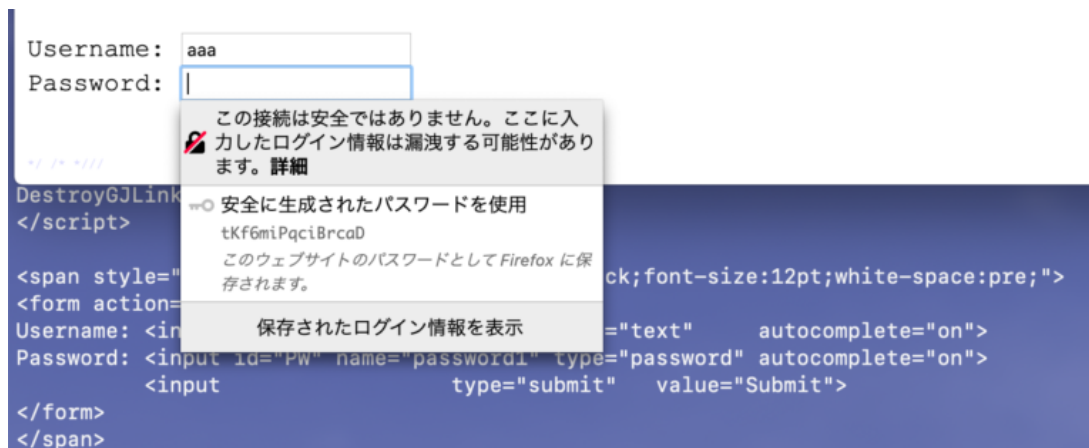 Username: aaa
Password:
この接続は安全ではありません。ここに入
力したログイン情報は漏洩する可能性があり
ます。詳細
*/ /* *///
DestroyGJLink
</script>
安全に生成されたパスワードを使用
tKf6miPqciBrcaD
このウェブサイトのパスワードとして Firefox に保
存されます。
保存されたログイン情報を表示
<span style=" ck;font-size:12pt;white-space:pre;">
<form action=
Username: <in ="text" autocomplete="on">
Password: <input id="PW" name="password1" type="password" autocomplete="on">
<input type="submit" value="Submit">
</form>
</span>